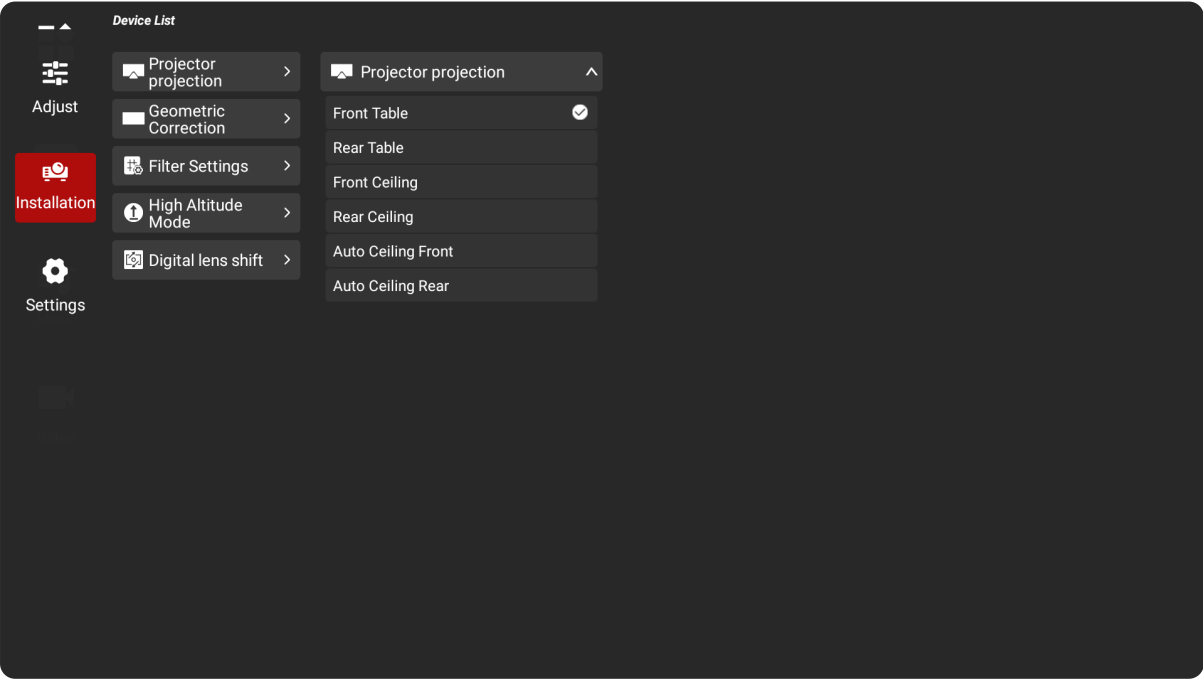 Device List
Adjust
Installation
Settings
Projector
projection
Geometric
Correction
Filter Settings
High Altitude
Mode
Digital lens shift
Projector projection
Front Table
Rear Table
Front Ceiling
Rear Ceiling
Auto Ceiling Front
Auto Ceiling Rear